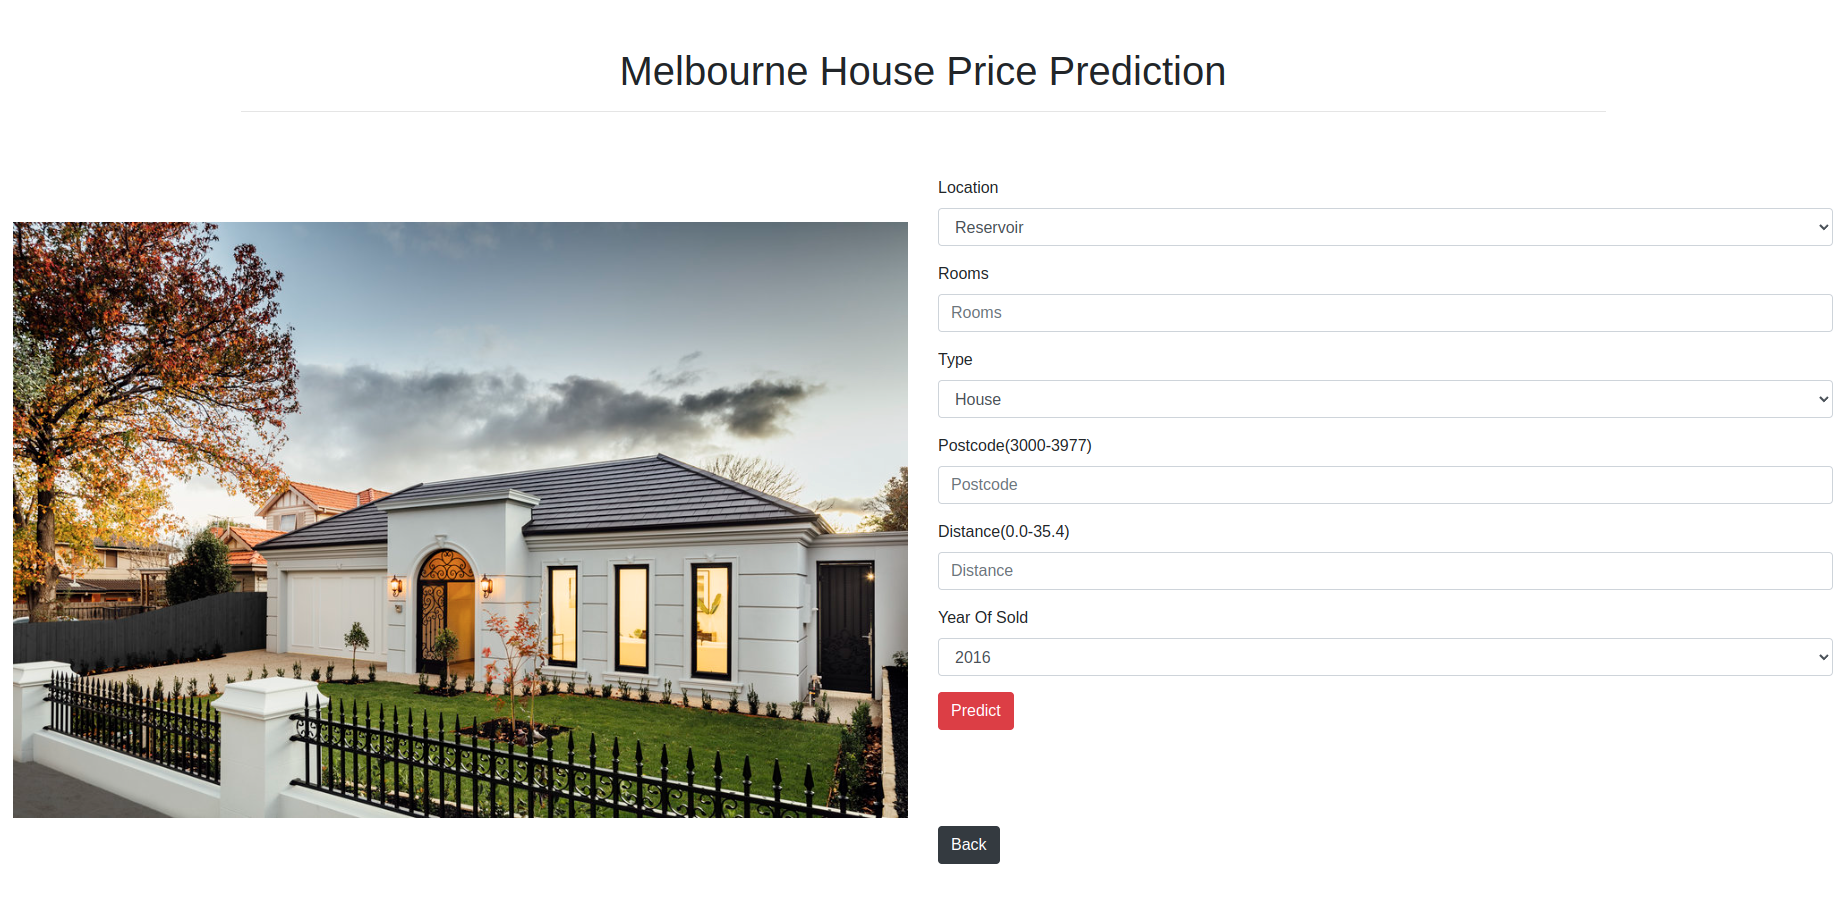 Melbourne House Price Prediction
Location
Reservoir
Rooms
Rooms
Type
House
Postcode(3000-3977)
Postcode
Distance(0.0-35.4)
Distance
Year Of Sold
2016
Predict
Back